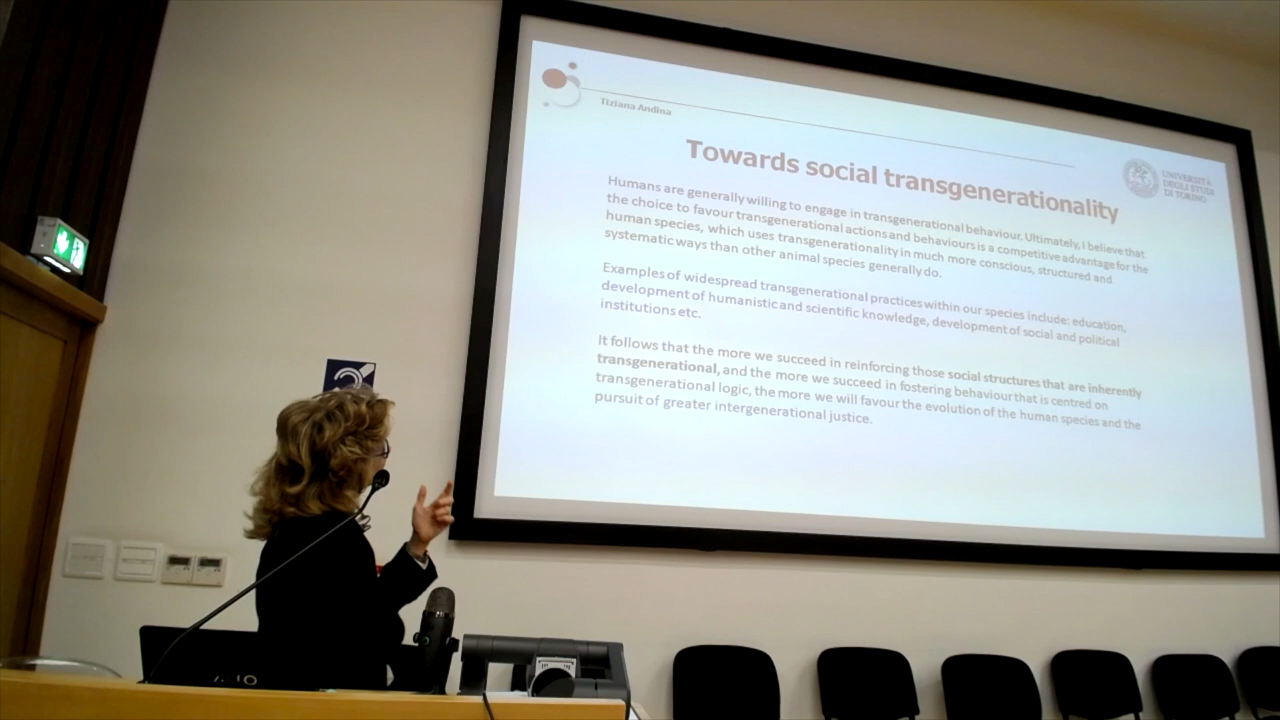 Tiziana Andina
Towards social transgenerationality
UNIVERSITÀ
DEGLI STUDI
DI TORINO
Humans are generally willing to engage in transgenerational behaviour. Ultimately, I believe that
the choice to favour transgenerational actions and behaviours is a competitive advantage for the
human species, which uses transgenerationality in much more conscious, structured and
systematic ways than other animal species generally do.
Examples of widespread transgenerational practices within our species include: education,
development of humanistic and scientific knowledge, development of social and political
institutions etc.
It follows that the more we succeed in reinforcing those social structures that are inherently
transgenerational, and the more we succeed in fostering behaviour that is centred on
transgenerational logic, the more we will favour the evolution of the human species and the
pursuit of greater intergenerational justice.